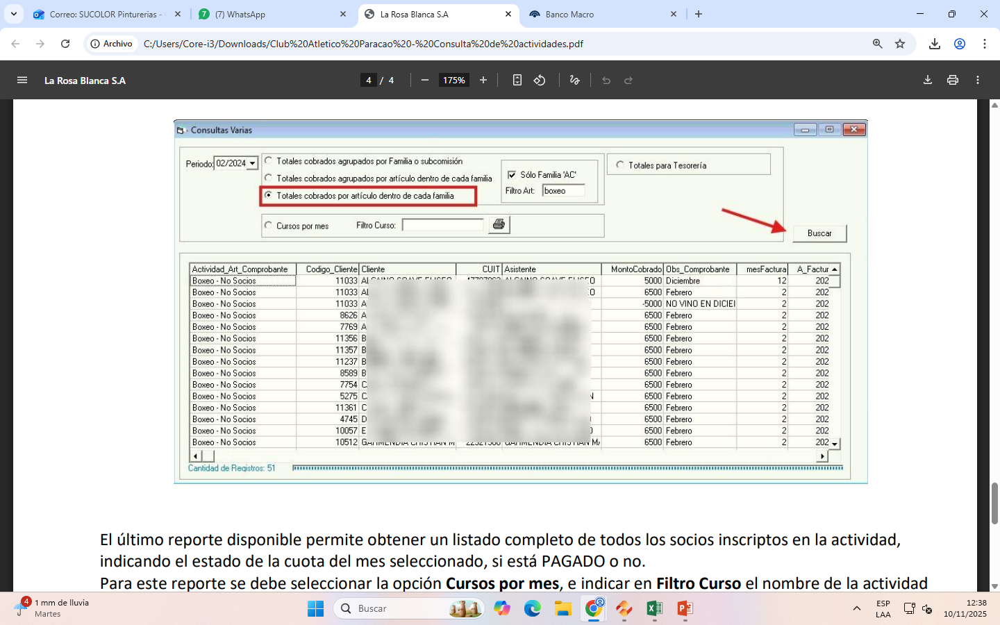 Correo: SUCOLOR Pinturerias -
(7) WhatsApp
La Rosa Blanca S.A
Banco Macro
Archivo
C:/Users/Core-i3/Downloads/Club%20Atletico%20Paracao%20-%20Consulta%20de%20actividades.pdf
La Rosa Blanca S.A
4 / 4
175%
Consultas Varias
Periodo: 02/2024
Totales cobrados agrupados por Familia o subcomisión
Totales cobrados agrupados por artículo dentro de cada familia
Totales cobrados por artículo dentro de cada familia
Sólo Familia 'AC'
Filtro Art: boxeo
Totales para Tesorería
Cursos por mes Filtro Curso:
Buscar
Actividad_Art_Comprobante Codigo_Cliente Cliente CUIT Asistente MontoCobrado Obs_Comprobante mesFactura A_Factur
Boxeo - No Socios 11033 5000 Diciembre 12 202
Boxeo - No Socios 11033 6500 Febrero 2 202
Boxeo - No Socios 11033 A -5000 NO VINO EN DICIEI 2 202
Boxeo - No Socios 8626 A 6500 Febrero 2 202
Boxeo - No Socios 7769 A 6500 Febrero 2 202
Boxeo - No Socios 11356 B 6500 Febrero 2 202
Boxeo - No Socios 11357 B 6500 Febrero 2 202
Boxeo - No Socios 11237 B 6500 Febrero 2 202
Boxeo - No Socios 8589 B 6500 Febrero 2 202
Boxeo - No Socios 7754 C 6500 Febrero 2 202
Boxeo - No Socios 5275 C 6500 Febrero 2 202
Boxeo - No Socios 11361 C 6500 Febrero 2 202
Boxeo - No Socios 4745 D 6500 Febrero 2 202
Boxeo - No Socios 10057 E 6500 Febrero 2 202
Boxeo - No Socios 10512 6500 Febrero 2 202
Cantidad de Registros: 51
El último reporte disponible permite obtener un listado completo de todos los socios inscriptos en la actividad,
indicando el estado de la cuota del mes seleccionado, si está PAGADO o no.
Para este reporte se debe seleccionar la opción Cursos por mes, e indicar en Filtro Curso el nombre de la actividad
4
1 mm de lluvia
Martes
Buscar
ESP
LAA
12:38
10/11/2025